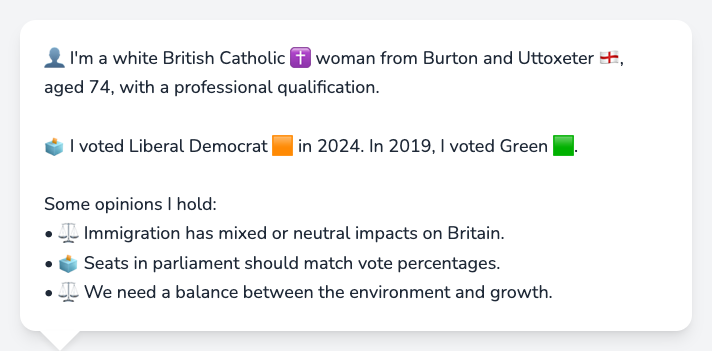 👤 I'm a white British Catholic ✝️ woman from Burton and Uttoxeter 🏴󠁧󠁢󠁥󠁮󠁧󠁿,
aged 74, with a professional qualification.
🗳️ I voted Liberal Democrat 🟧 in 2024. In 2019, I voted Green 🟩.
Some opinions I hold:
• ⚖️ Immigration has mixed or neutral impacts on Britain.
• 🗳️ Seats in parliament should match vote percentages.
• ⚖️ We need a balance between the environment and growth.